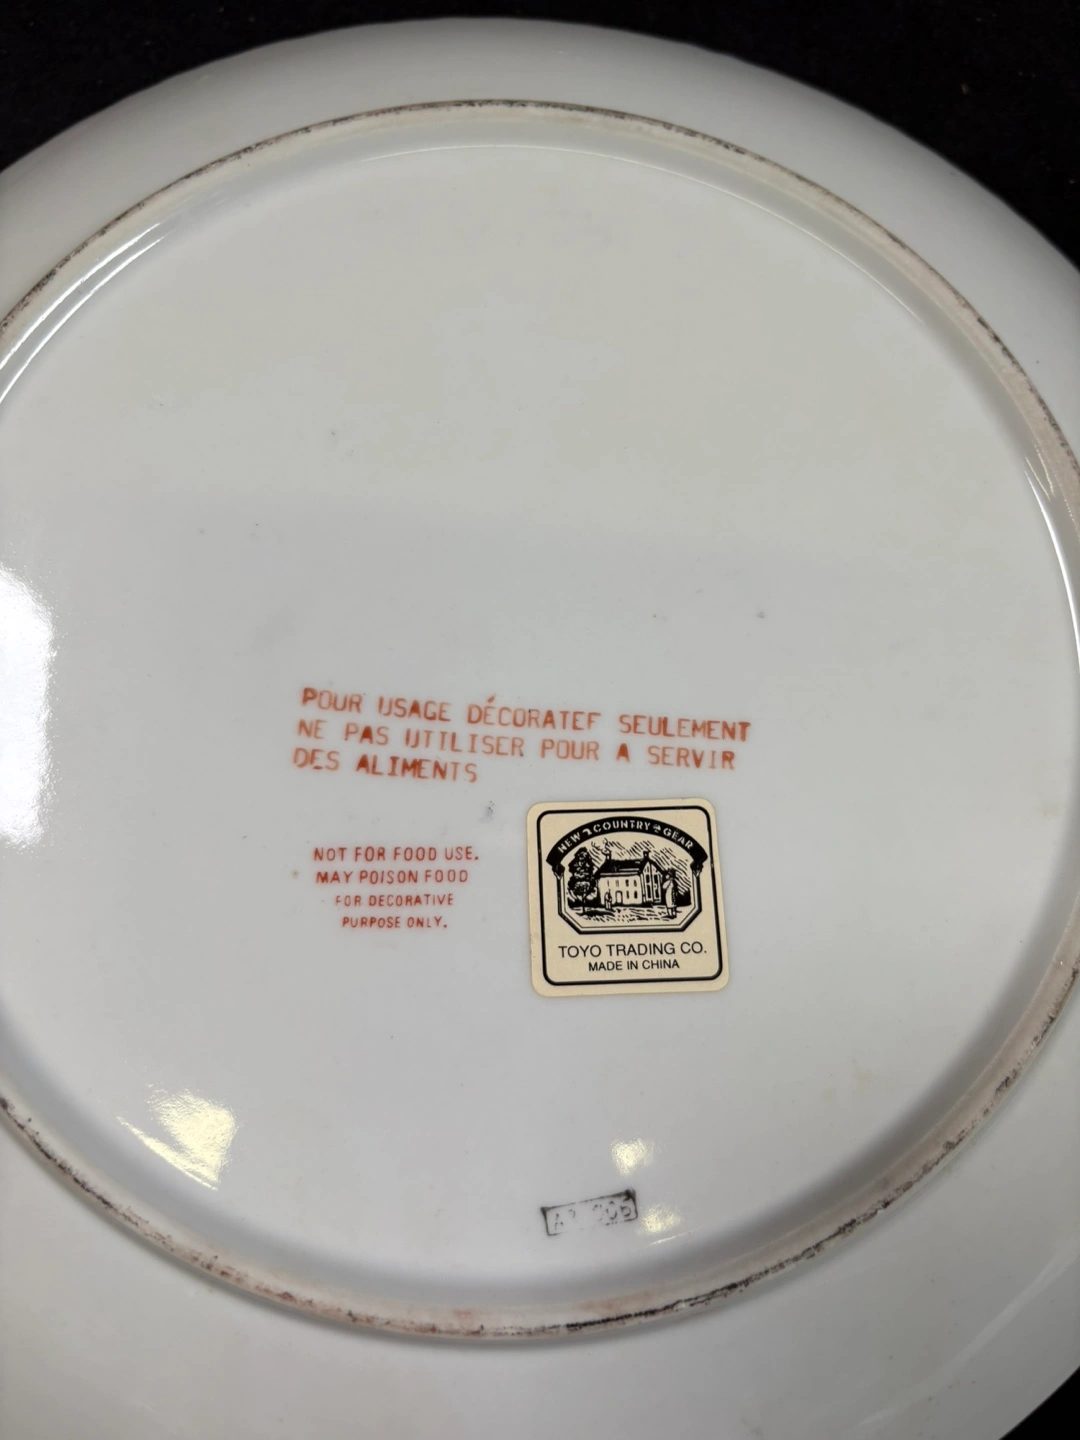 POUR USAGE DÉCORATEF SEULEMENT
NE PAS UTILISER POUR A SERVIR
DES ALIMENTS
NOT FOR FOOD USE.
MAY POISON FOOD
FOR DECORATIVE
PURPOSE ONLY.
NEW COUNTRY GEAR
TOYO TRADING CO.
MADE IN CHINA